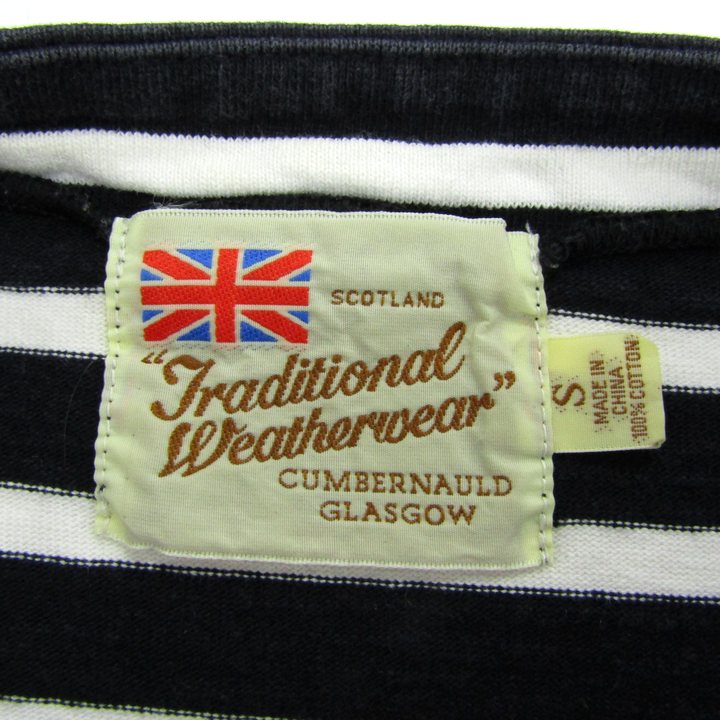 SCOTLAND
"Traditional
Weatherwear"
CUMBERNAULD
GLASGOW
S
MADE IN
CHINA
100% COTTON